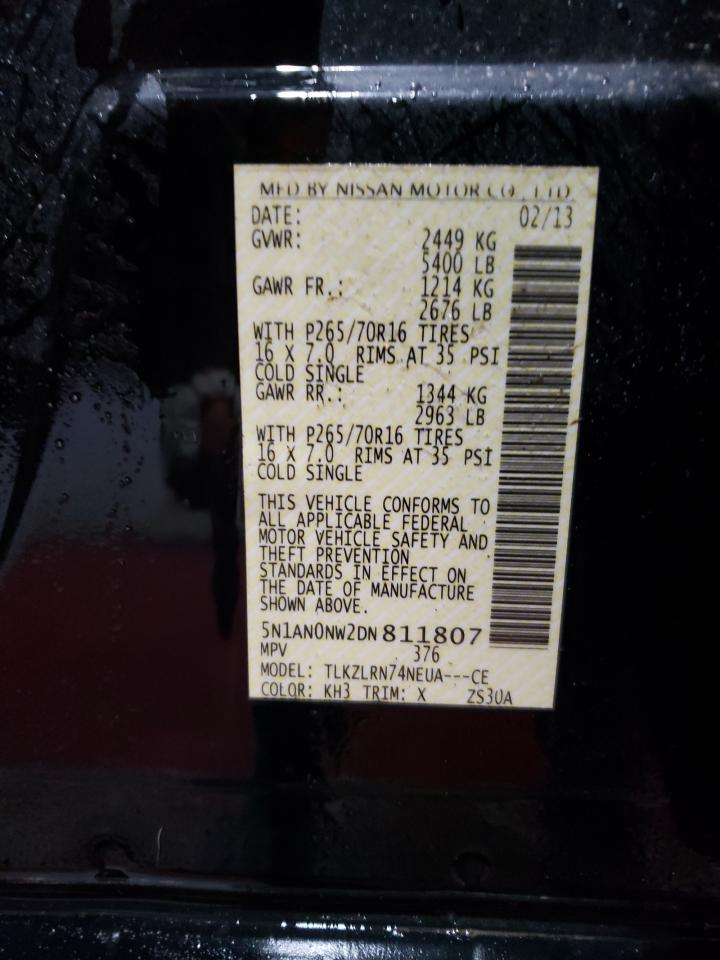 MFD BY NISSAN MOTOR CO., LTD.
DATE: 02/13
GVWR: 2449 KG
5400 LB
GAWR FR.: 1214 KG
2676 LB
WITH P265/70R16 TIRES
16 X 7.0 RIMS AT 35 PSI
COLD SINGLE
GAWR RR.: 1344 KG
2963 LB
WITH P265/70R16 TIRES
16 X 7.0 RIMS AT 35 PSI
COLD SINGLE
THIS VEHICLE CONFORMS TO
ALL APPLICABLE FEDERAL
MOTOR VEHICLE SAFETY AND
THEFT PREVENTION
STANDARDS IN EFFECT ON
THE DATE OF MANUFACTURE
SHOWN ABOVE.
5N1AN0NW2DN811807
MPV 376
MODEL: TLKZLRN74NEUA---CE
COLOR: KH3 TRIM: X ZS30A